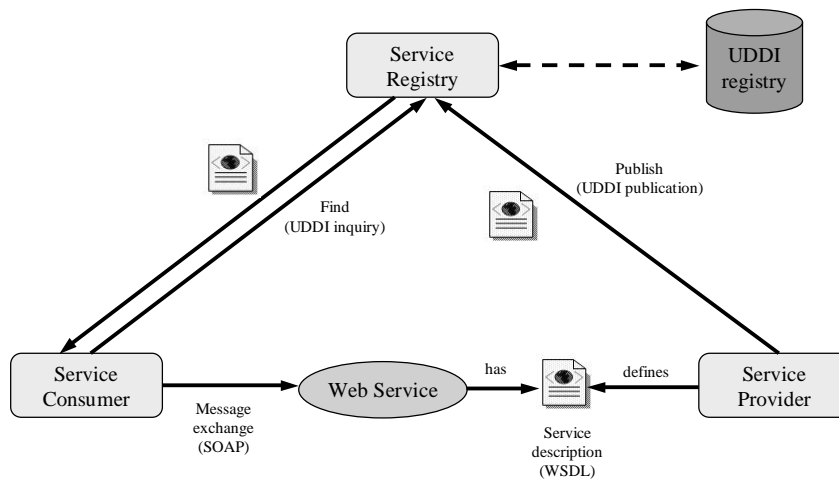 Service
Registry
UDDI
registry
Publish
(UDDI publication)
Find
(UDDI inquiry)
Service
Consumer
Message
exchange
(SOAP)
Web Service
has
Service
description
(WSDL)
defines
Service
Provider